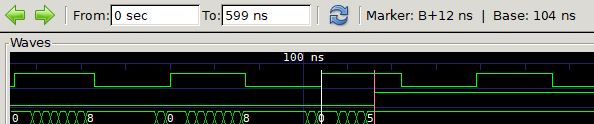 From: 0 sec To: 599 ns Marker: B+12 ns | Base: 104 ns
Waves
100 ns
0 8 0 8 0 5